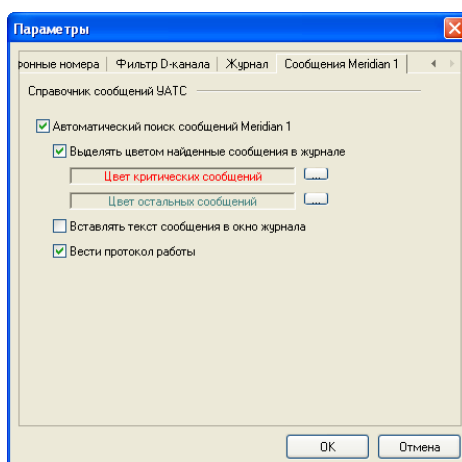 Параметры
фонные номера Фильтр D-канала Журнал Сообщения Meridian 1
Справочник сообщений УАТС
Автоматический поиск сообщений Meridian 1
Выделять цветом найденные сообщения в журнале
Цвет критических сообщений ...
Цвет остальных сообщений ...
Вставлять текст сообщения в окно журнала
Вести протокол работы
OK Отмена